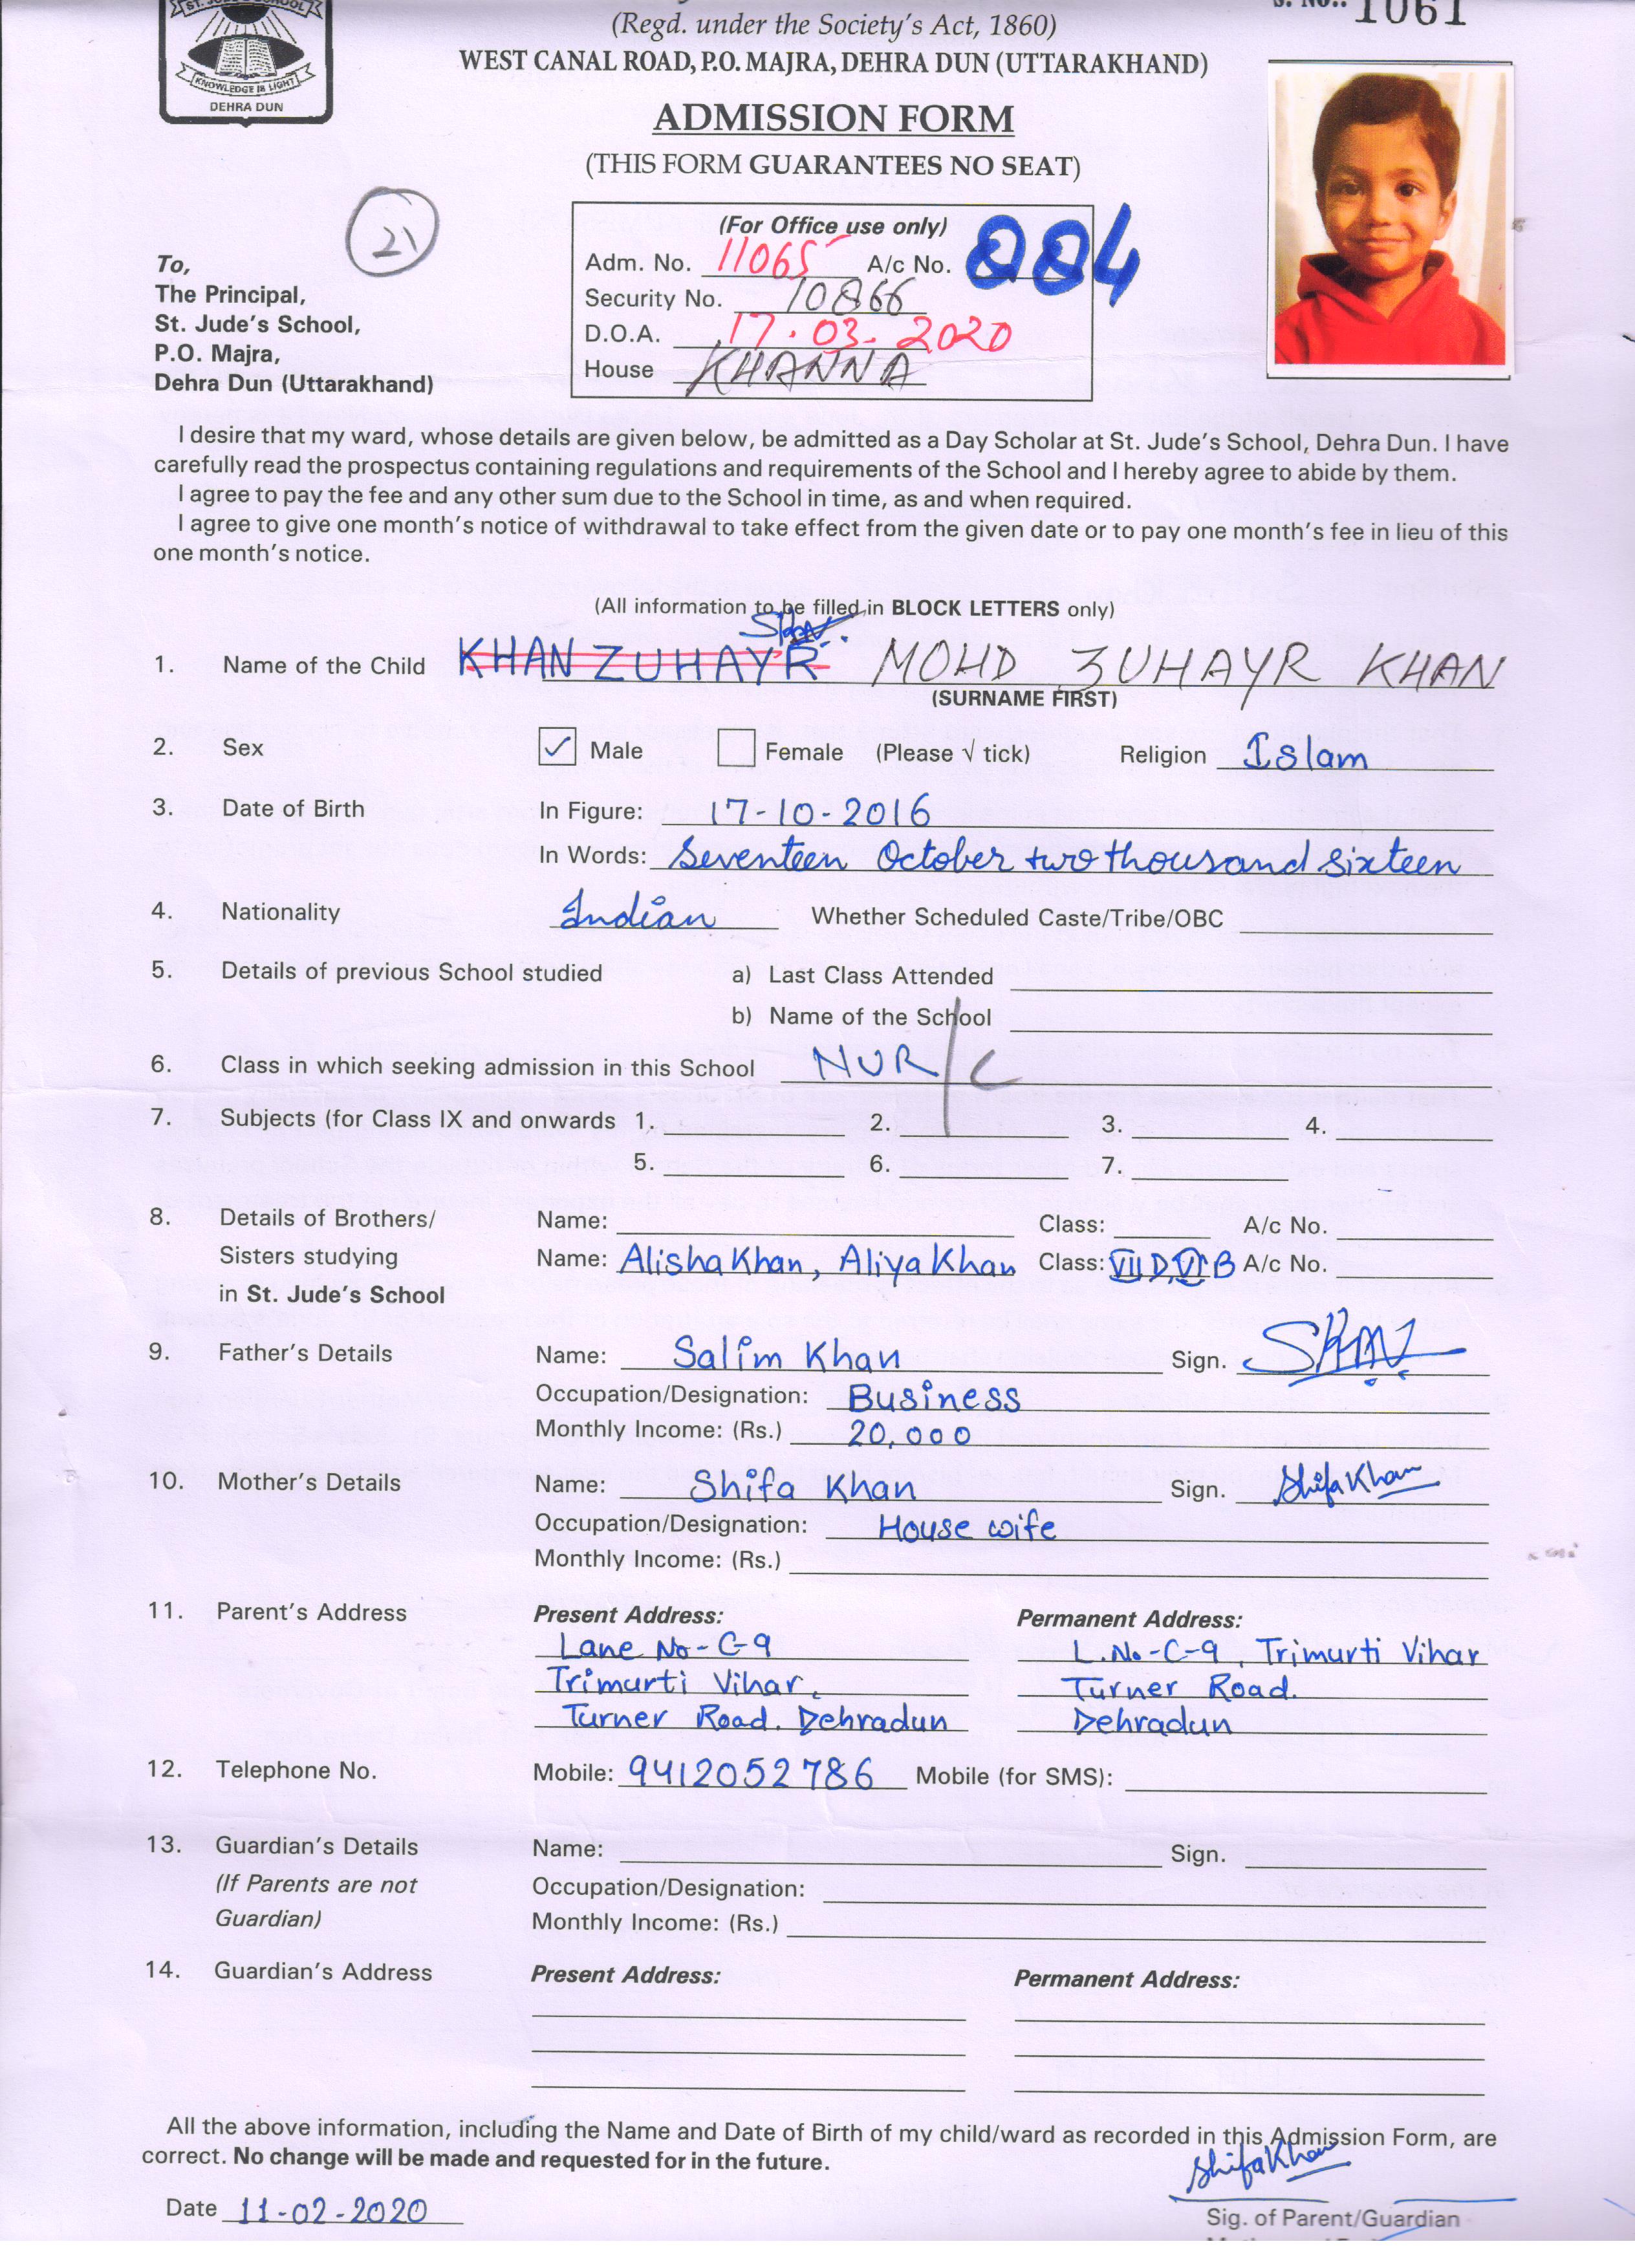 ST. JUDE'S SCHOOL
KNOWLEDGE IS LIGHT
DEHRA DUN
S. No.. 1061
(Regd. under the Society's Act, 1860)
WEST CANAL ROAD, P.O. MAJRA, DEHRA DUN (UTTARAKHAND)
ADMISSION FORM
(THIS FORM GUARANTEES NO SEAT)
21
(For Office use only)
Adm. No. 11065 A/c No. 884
Security No. 10866
D.O.A. 17.03.2020
House KHANNA
To,
The Principal,
St. Jude's School,
P.O. Majra,
Dehra Dun (Uttarakhand)
I desire that my ward, whose details are given below, be admitted as a Day Scholar at St. Jude's School, Dehra Dun. I have
carefully read the prospectus containing regulations and requirements of the School and I hereby agree to abide by them.
I agree to pay the fee and any other sum due to the School in time, as and when required.
I agree to give one month's notice of withdrawal to take effect from the given date or to pay one month's fee in lieu of this
one month's notice.
(All information to be filled in BLOCK LETTERS only)
1. Name of the Child KHAN ZUHAYR MOHD ZUHAYR KHAN
(SURNAME FIRST)
2. Sex ✓ Male Female (Please √ tick) Religion Islam
3. Date of Birth In Figure: 17-10-2016
In Words: Seventeen October two thousand sixteen
4. Nationality Indian Whether Scheduled Caste/Tribe/OBC
5. Details of previous School studied a) Last Class Attended
b) Name of the School
6. Class in which seeking admission in this School NUR/C
7. Subjects (for Class IX and onwards 1. 2. 3. 4.
5. 6. 7.
8. Details of Brothers/ Name: Class: A/c No.
Sisters studying Name: Alisha Khan, Aliya Khan Class: VII D, VI B A/c No.
in St. Jude's School
9. Father's Details Name: Salim Khan Sign.
Occupation/Designation: Business
Monthly Income: (Rs.) 20,000
10. Mother's Details Name: Shifa Khan Sign. Shifa Khan
Occupation/Designation: House wife
Monthly Income: (Rs.)
11. Parent's Address Present Address: Permanent Address:
Lane No-C-9 L.No-C-9, Trimurti Vihar
Trimurti Vihar, Turner Road.
Turner Road. Dehradun Dehradun
12. Telephone No. Mobile: 9412052786 Mobile (for SMS):
13. Guardian's Details Name: Sign.
(If Parents are not Occupation/Designation:
Guardian) Monthly Income: (Rs.)
14. Guardian's Address Present Address: Permanent Address:
All the above information, including the Name and Date of Birth of my child/ward as recorded in this Admission Form, are
correct. No change will be made and requested for in the future.
Shifa Khan
Date 11-02-2020
Sig. of Parent/Guardian